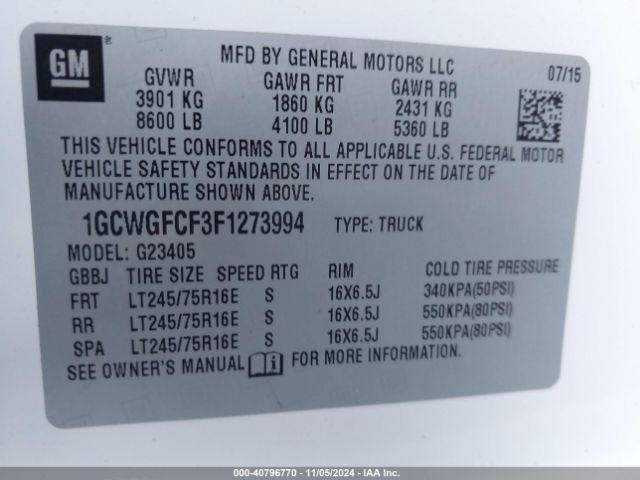 GM
MFD BY GENERAL MOTORS LLC
07/15
GVWR GAWR FRT GAWR RR
3901 KG 1860 KG 2431 KG
8600 LB 4100 LB 5360 LB
THIS VEHICLE CONFORMS TO ALL APPLICABLE U.S. FEDERAL MOTOR
VEHICLE SAFETY STANDARDS IN EFFECT ON THE DATE OF
MANUFACTURE SHOWN ABOVE.
1GCWGFCF3F1273994 TYPE: TRUCK
MODEL: G23405
GBBJ TIRE SIZE SPEED RTG RIM COLD TIRE PRESSURE
FRT LT245/75R16E S 16X6.5J 340KPA(50PSI)
RR LT245/75R16E S 16X6.5J 550KPA(80PSI)
SPA LT245/75R16E S 16X6.5J 550KPA(80PSI)
SEE OWNER'S MANUAL FOR MORE INFORMATION.
000-40796770 - 11/05/2024 - IAA Branches